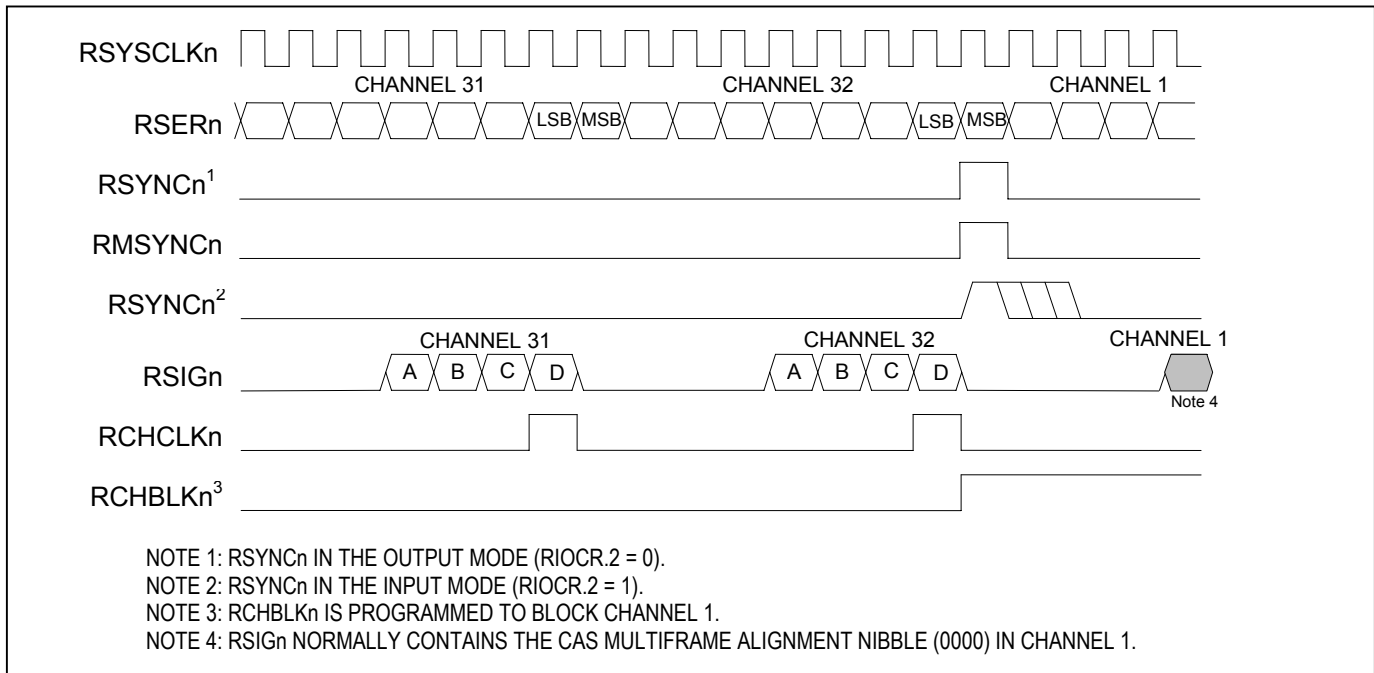 RSYSCLKn
CHANNEL 31 CHANNEL 32 CHANNEL 1
RSERn LSB MSB LSB MSB
RSYNCn1
RMSYNCn
RSYNCn2
CHANNEL 31 CHANNEL 32 CHANNEL 1
RSIGn A B C D A B C D
Note 4
RCHCLKn
RCHBLKn3
NOTE 1: RSYNCn IN THE OUTPUT MODE (RIOCR.2 = 0).
NOTE 2: RSYNCn IN THE INPUT MODE (RIOCR.2 = 1).
NOTE 3: RCHBLKn IS PROGRAMMED TO BLOCK CHANNEL 1.
NOTE 4: RSIGn NORMALLY CONTAINS THE CAS MULTIFRAME ALIGNMENT NIBBLE (0000) IN CHANNEL 1.